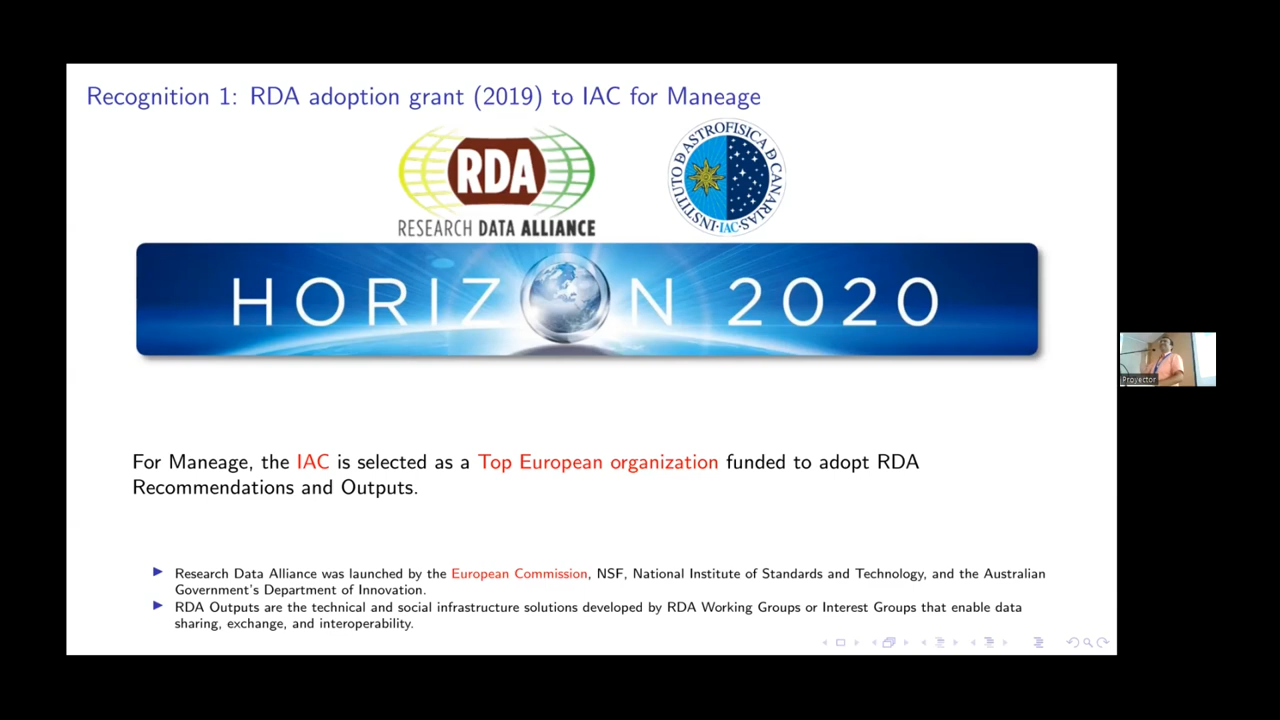 Recognition 1: RDA adoption grant (2019) to IAC for Maneage
RDA
RESEARCH DATA ALLIANCE
INSTITUTO D ASTROFISICA D CANARIAS
·IAC·
HORIZON 2020
Proyector
For Maneage, the IAC is selected as a Top European organization funded to adopt RDA
Recommendations and Outputs.
Research Data Alliance was launched by the European Commission, NSF, National Institute of Standards and Technology, and the Australian
Government's Department of Innovation.
RDA Outputs are the technical and social infrastructure solutions developed by RDA Working Groups or Interest Groups that enable data
sharing, exchange, and interoperability.